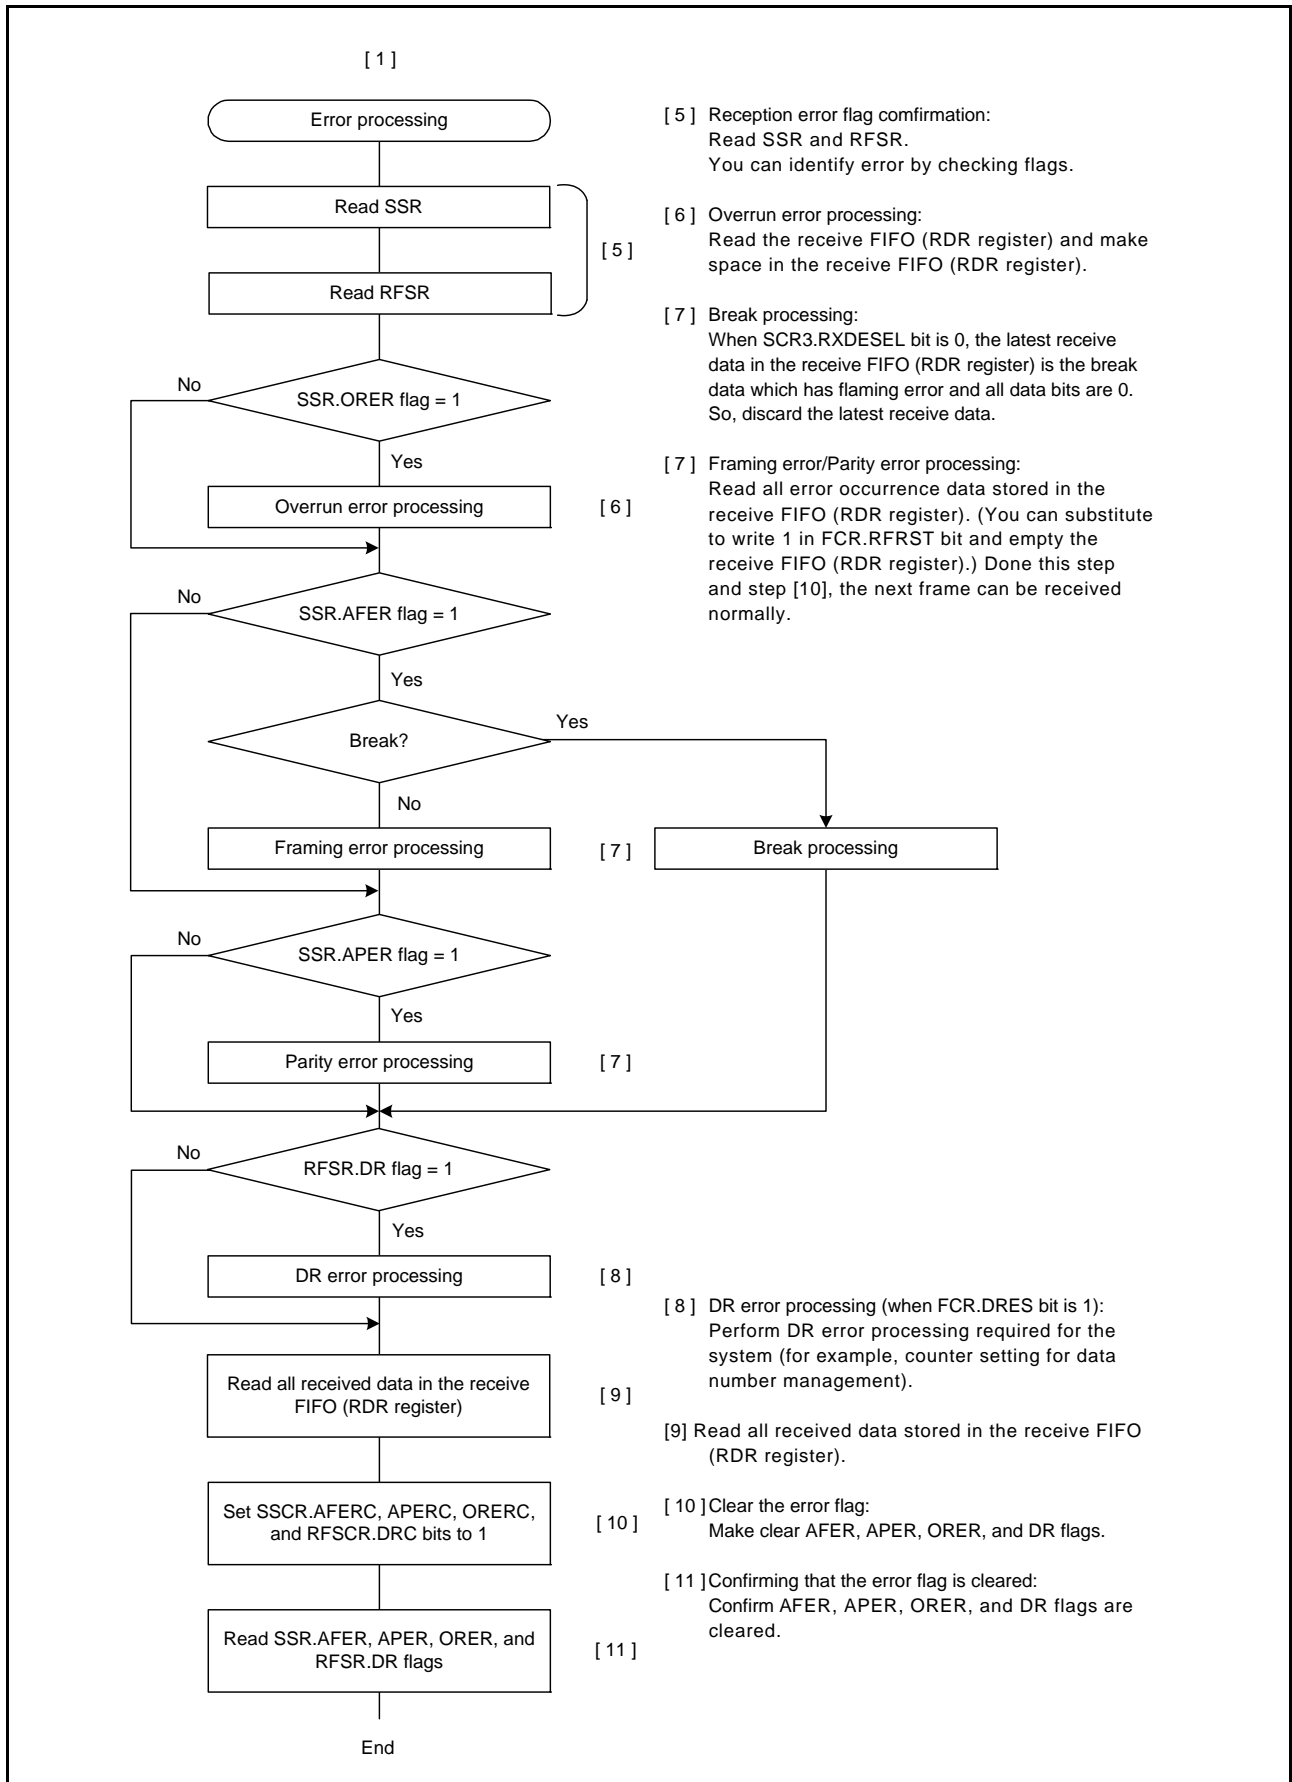 [ 1 ]
Error processing
Read SSR
[ 5 ]
Read RFSR
No
SSR.ORER flag = 1
Yes
Overrun error processing
[ 6 ]
No
SSR.AFER flag = 1
Yes
Break?
Yes
No
Framing error processing
[ 7 ]
Break processing
No
SSR.APER flag = 1
Yes
Parity error processing
[ 7 ]
No
RFSR.DR flag = 1
Yes
DR error processing
[ 8 ]
Read all received data in the receive
FIFO (RDR register)
[ 9 ]
Set SSCR.AFERC, APERC, ORERC,
and RFSCR.DRC bits to 1
[ 10 ]
Read SSR.AFER, APER, ORER, and
RFSR.DR flags
[ 11 ]
End
[ 5 ] Reception error flag comfirmation:
Read SSR and RFSR.
You can identify error by checking flags.
[ 6 ] Overrun error processing:
Read the receive FIFO (RDR register) and make
space in the receive FIFO (RDR register).
[ 7 ] Break processing:
When SCR3.RXDESEL bit is 0, the latest receive
data in the receive FIFO (RDR register) is the break
data which has flaming error and all data bits are 0.
So, discard the latest receive data.
[ 7 ] Framing error/Parity error processing:
Read all error occurrence data stored in the
receive FIFO (RDR register). (You can substitute
to write 1 in FCR.RFRST bit and empty the
receive FIFO (RDR register).) Done this step
and step [10], the next frame can be received
normally.
[ 8 ] DR error processing (when FCR.DRES bit is 1):
Perform DR error processing required for the
system (for example, counter setting for data
number management).
[9] Read all received data stored in the receive FIFO
(RDR register).
[ 10 ] Clear the error flag:
Make clear AFER, APER, ORER, and DR flags.
[ 11 ] Confirming that the error flag is cleared:
Confirm AFER, APER, ORER, and DR flags are
cleared.